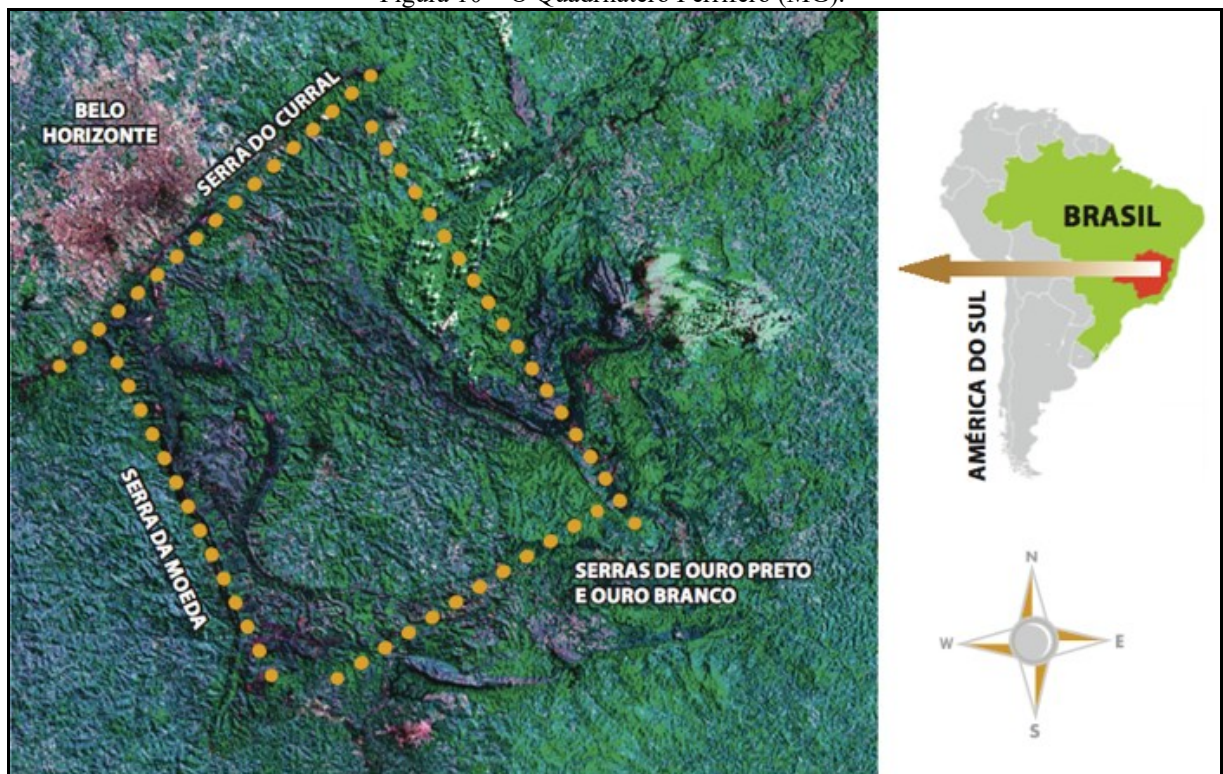 BELO
HORIZONTE
SERRA DO CURRAL
SERRA DA MOEDA
SERRAS DE OURO PRETO
E OURO BRANCO
BRASIL
AMÉRICA DO SUL
N
W
E
S